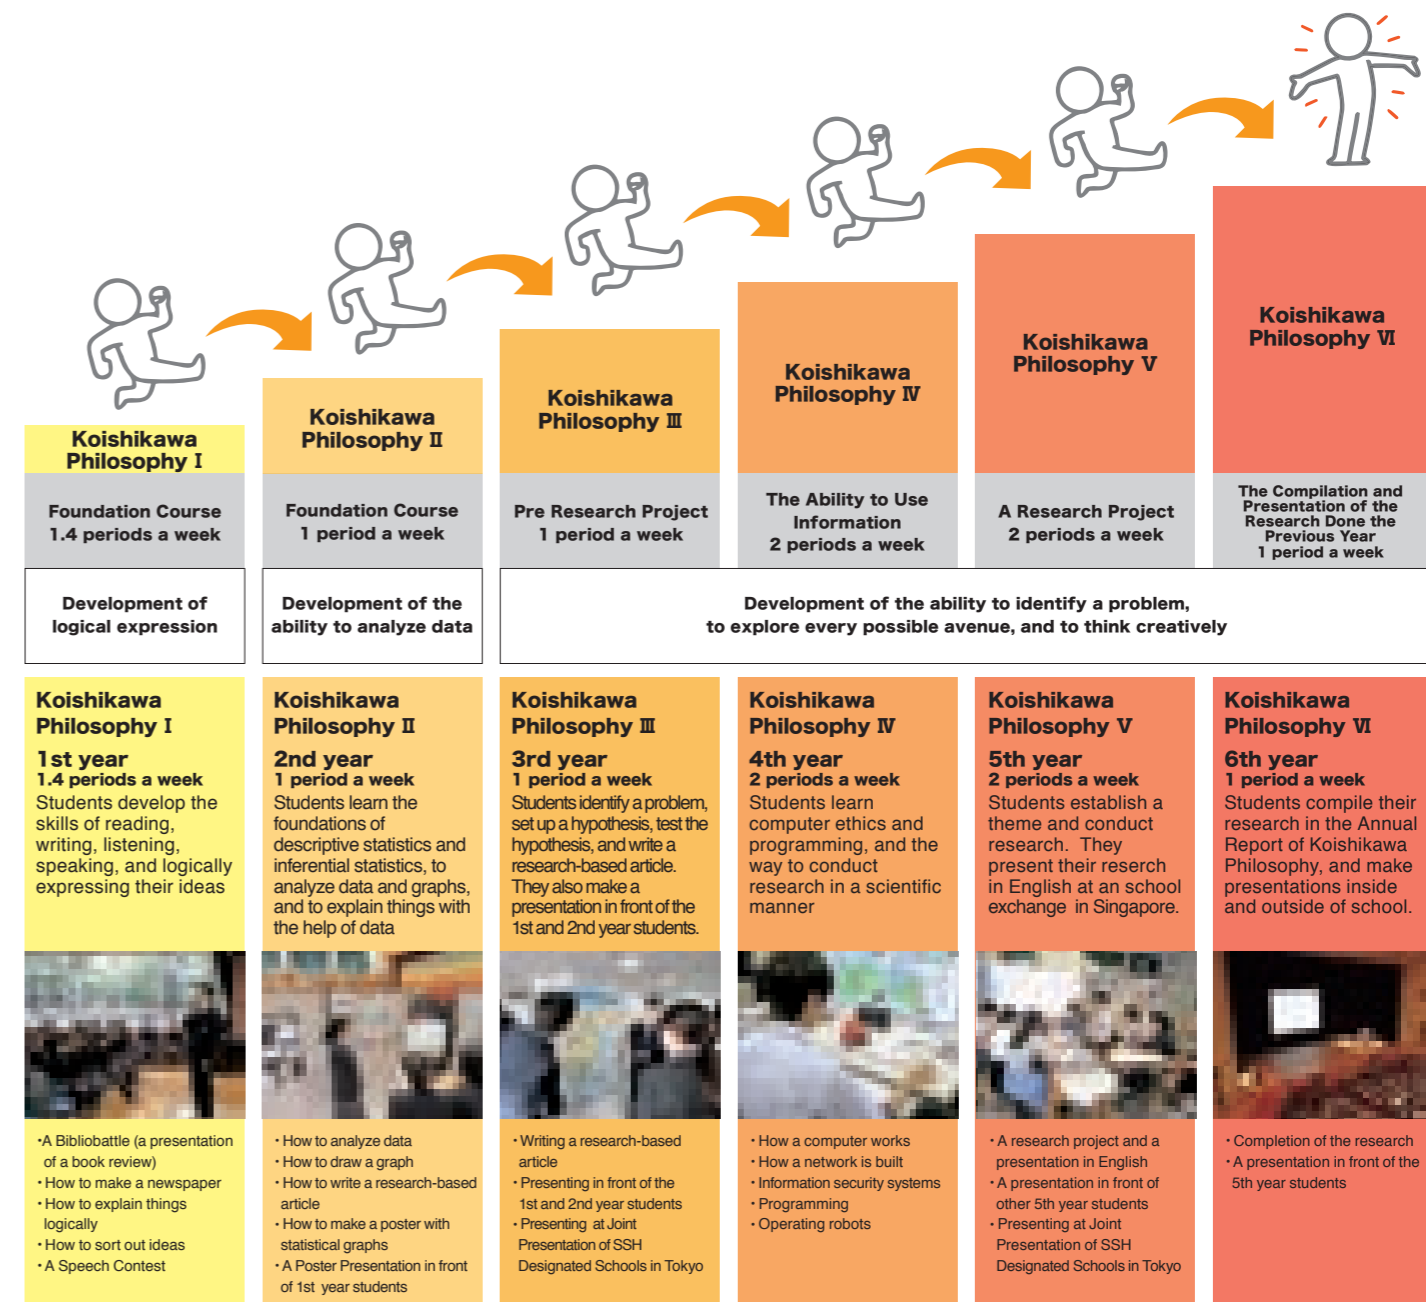 Koishikawa
Philosophy I
Koishikawa
Philosophy II
Koishikawa
Philosophy III
Koishikawa
Philosophy IV
Koishikawa
Philosophy V
Koishikawa
Philosophy VI
Foundation Course
1.4 periods a week
Foundation Course
1 period a week
Pre Research Project
1 period a week
The Ability to Use
Information
2 periods a week
A Research Project
2 periods a week
The Compilation and
Presentation of the
Research Done the
Previous Year
1 period a week
Development of
logical expression
Development of the
ability to analyze data
Development of the ability to identify a problem,
to explore every possible avenue, and to think creatively
Koishikawa
Philosophy I
1st year
1.4 periods a week
Students develop the
skills of reading,
writing, listening,
speaking, and logically
expressing their ideas
・A Bibliobattle (a presentation
of a book review)
・How to make a newspaper
・How to explain things
logically
・How to sort out ideas
・A Speech Contest
Koishikawa
Philosophy II
2nd year
1 period a week
Students learn the
foundations of
descriptive statistics and
inferential statistics, to
analyze data and graphs,
and to explain things with
the help of data
・How to analyze data
・How to draw a graph
・How to write a research-based
article
・How to make a poster with
statistical graphs
・A Poster Presentation in front
of 1st year students
Koishikawa
Philosophy III
3rd year
1 period a week
Students identify a problem,
set up a hypothesis, test the
hypothesis, and write a
research-based article.
They also make a
presentation in front of the
1st and 2nd year students.
・Writing a research-based
article
・Presenting in front of the
1st and 2nd year students
・Presenting at Joint
Presentation of SSH
Designated Schools in Tokyo
Koishikawa
Philosophy IV
4th year
2 periods a week
Students learn
computer ethics and
programming, and the
way to conduct
research in a scientific
manner
・How a computer works
・How a network is built
・Information security systems
・Programming
・Operating robots
Koishikawa
Philosophy V
5th year
2 periods a week
Students establish a
theme and conduct
research. They
present their reserch
in English at an school
exchange in Singapore.
・A research project and a
presentation in English
・A presentation in front of
other 5th year students
・Presenting at Joint
Presentation of SSH
Designated Schools in Tokyo
Koishikawa
Philosophy VI
6th year
1 period a week
Students compile their
research in the Annual
Report of Koishikawa
Philosophy, and make
presentations inside
and outside of school.
・Completion of the research
・A presentation in front of the
5th year students